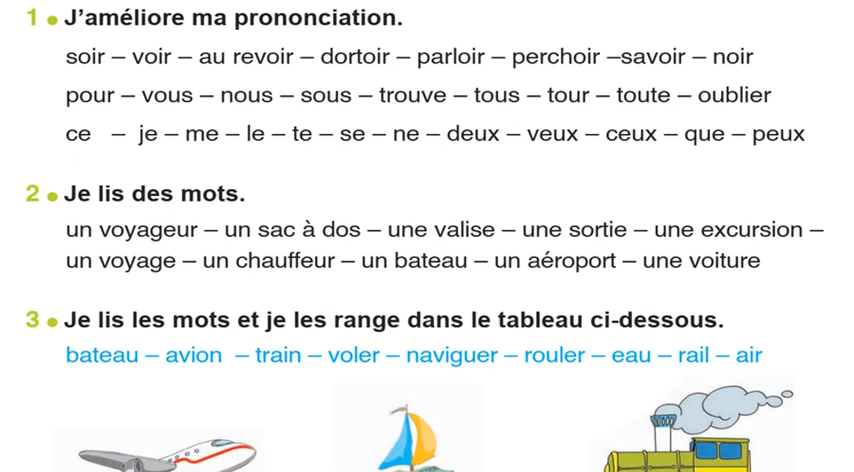 1 • J'améliore ma prononciation.
soir – voir – au revoir – dortoir – parloir – perchoir –savoir – noir
pour – vous – nous – sous – trouve – tous – tour – toute – oublier
ce – je – me – le – te – se – ne – deux – veux – ceux – que – peux
2 • Je lis des mots.
un voyageur – un sac à dos – une valise – une sortie – une excursion –
un voyage – un chauffeur – un bateau – un aéroport – une voiture
3 • Je lis les mots et je les range dans le tableau ci-dessous.
bateau – avion – train – voler – naviguer – rouler – eau – rail – air